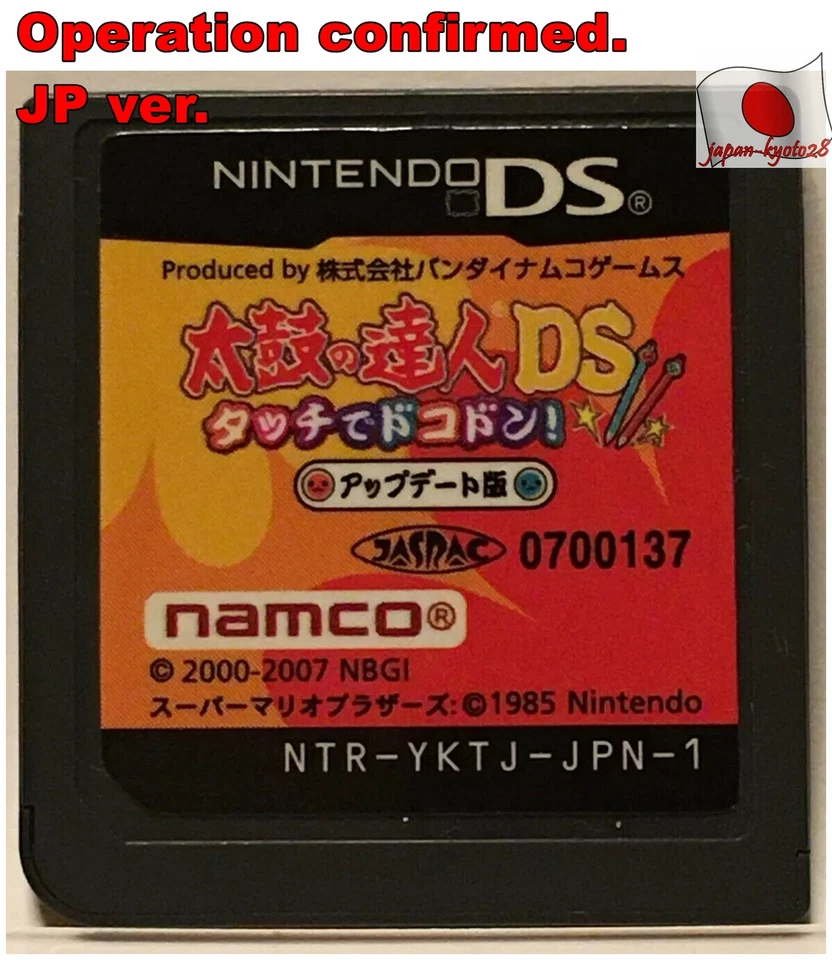 Operation confirmed.
JP ver.
japan-kyoto28
NINTENDO DS®
Produced by 株式会社バンダイナムコゲームス
太鼓の達人DS
タッチでドコドン!
アップデート版
JASRAC 0700137
namco®
© 2000-2007 NBGI
スーパーマリオブラザーズ:©1985 Nintendo
NTR-YKTJ-JPN-1